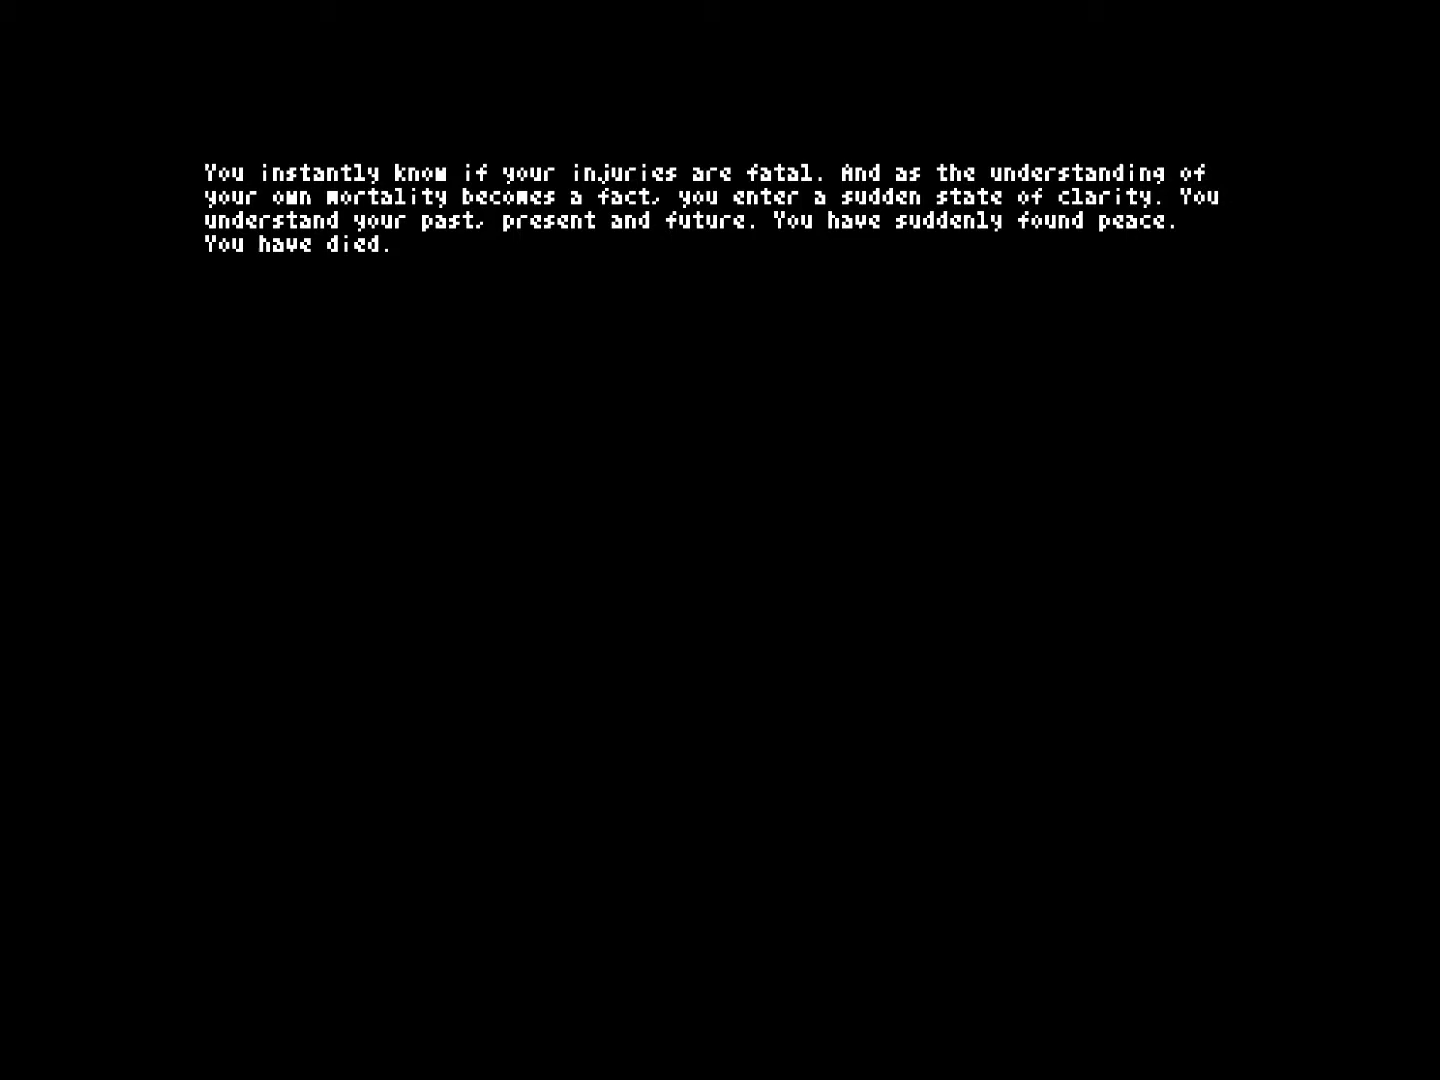 You instantly know if your injuries are fatal. And as the understanding of
your own mortality becomes a fact, you enter a sudden state of clarity. You
understand your past, present and future. You have suddenly found peace.
You have died.